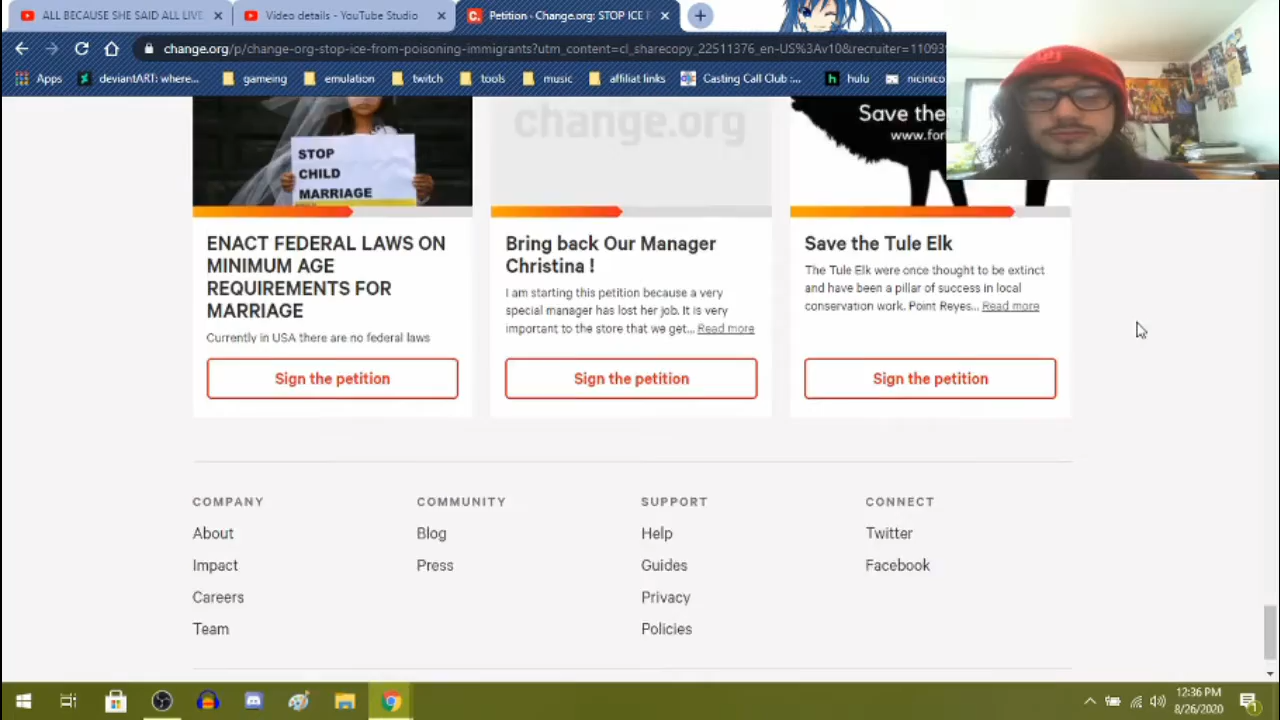 ALL BECAUSE SHE SAID ALL LIVE
Video details - YouTube Studio
Petition · Change.org: STOP ICE F
change.org/p/change-org-stop-ice-from-poisoning-immigrants?utm_content=cl_sharecopy_22511376_en-US%3Av10&recruiter=11093
Apps
deviantART: where...
gameing
emulation
twitch
tools
music
affiliat links
Casting Call Club :...
hulu
nicinico
STOP
CHILD
MARRIAGE
change.org
Save the
www.for
ENACT FEDERAL LAWS ON
MINIMUM AGE
REQUIREMENTS FOR
MARRIAGE
Currently in USA there are no federal laws
Sign the petition
Bring back Our Manager
Christina !
I am starting this petition because a very
special manager has lost her job. It is very
important to the store that we get... Read more
Sign the petition
Save the Tule Elk
The Tule Elk were once thought to be extinct
and have been a pillar of success in local
conservation work. Point Reyes... Read more
Sign the petition
COMPANY
About
Impact
Careers
Team
COMMUNITY
Blog
Press
SUPPORT
Help
Guides
Privacy
Policies
CONNECT
Twitter
Facebook
12:36 PM
8/26/2020
1